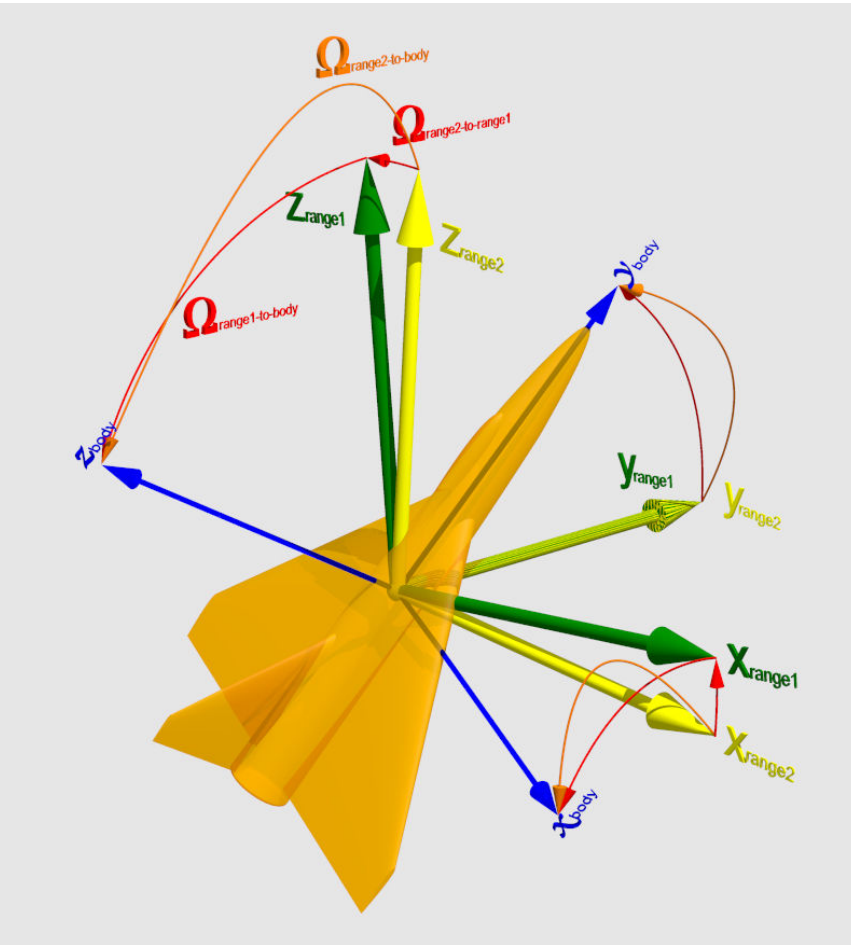 Ωrange2-to-body
Ωrange2-to-range1
Zrange1
Zrange2
ybody
Ωrange1-to-body
zbody
yrange1
yrange2
Xrange1
Xrange2
xbody